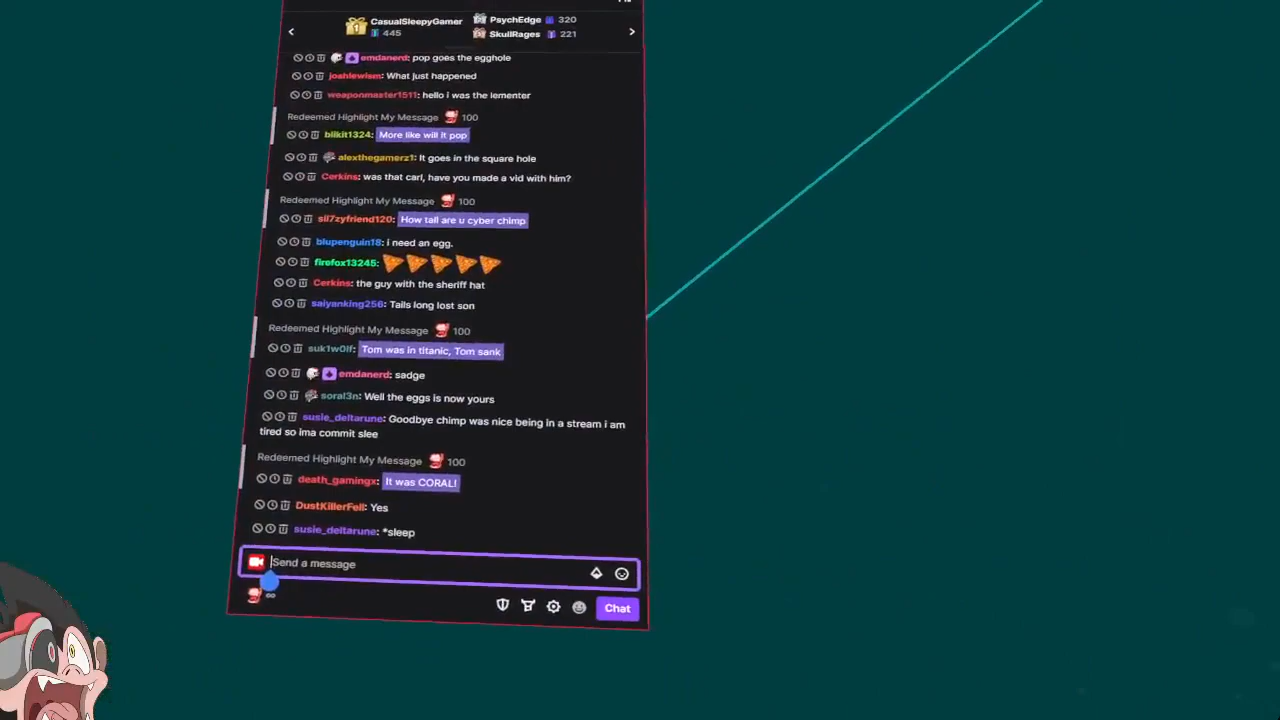 CasualSleepyGamer
445
PsychEdge 320
SkullRages 221
emdanerd: pop goes the egghole
joshlewism: What just happened
weaponmaster1511: hello i was the lementer
Redeemed Highlight My Message 100
blikit1324: More like will it pop
alexthegamerz1: It goes in the square hole
Cerkins: was that carl, have you made a vid with him?
Redeemed Highlight My Message 100
sil7zyfriend120: How tall are u cyber chimp
blupenguin18: i need an egg.
firefox13245:
Cerkins: the guy with the sheriff hat
saiyanking256: Tails long lost son
Redeemed Highlight My Message 100
suk1w0lf: Tom was in titanic, Tom sank
emdanerd: sadge
soral3n: Well the eggs is now yours
susie_deltarune: Goodbye chimp was nice being in a stream i am
tired so ima commit slee
Redeemed Highlight My Message 100
death_gamingx: It was CORAL!
DustKillerFell: Yes
susie_deltarune: *sleep
Send a message
∞
Chat